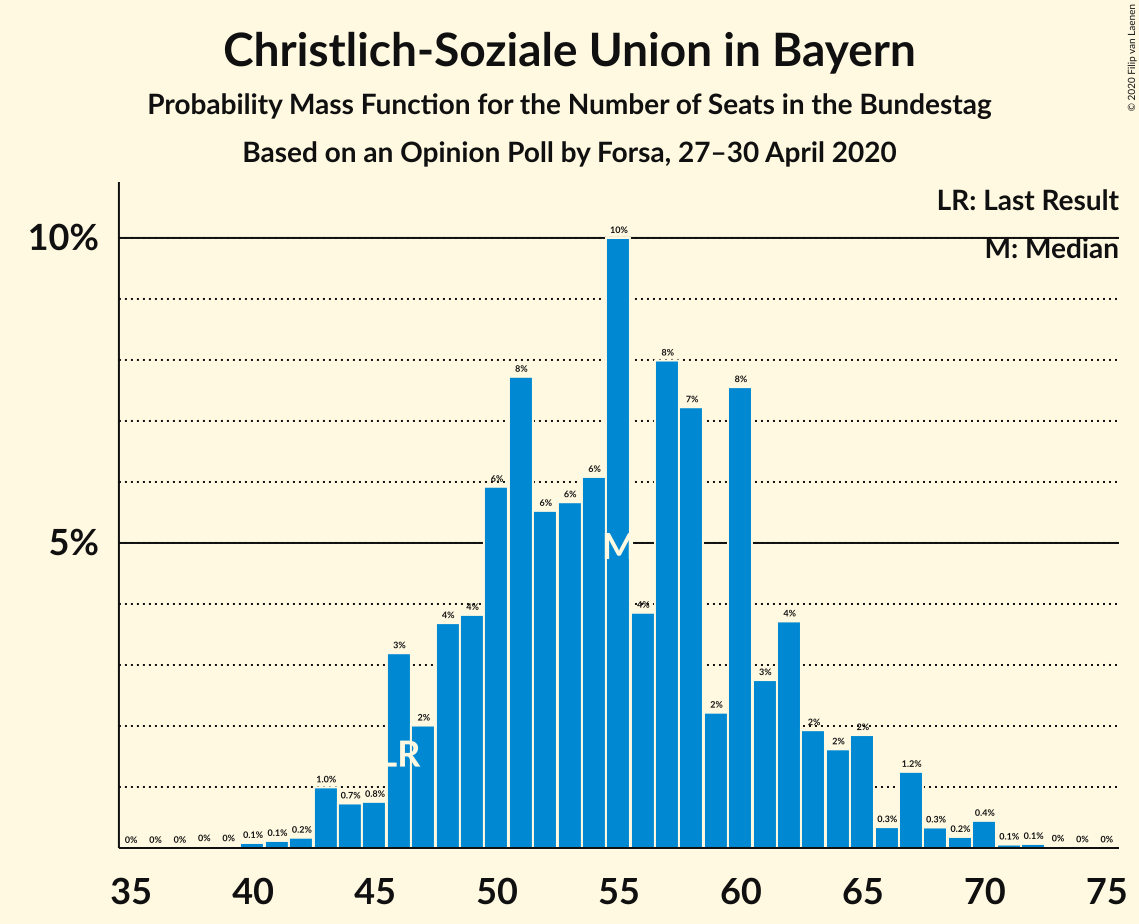 Christlich-Soziale Union in Bayern
Probability Mass Function for the Number of Seats in the Bundestag
Based on an Opinion Poll by Forsa, 27–30 April 2020
© 2020 Filip van Laenen
LR: Last Result
M: Median
10%
5%
0% 0% 0% 0% 0% 0.1% 0.1% 0.2% 1.0% 0.7% 0.8% 3% 2% 4% 4% 6% 8% 6% 6% 6% 10% 4% 8% 7% 2% 8% 3% 4% 2% 2% 2% 0.3% 1.2% 0.3% 0.2% 0.4% 0.1% 0.1% 0% 0% 0%
M
LR
35 40 45 50 55 60 65 70 75